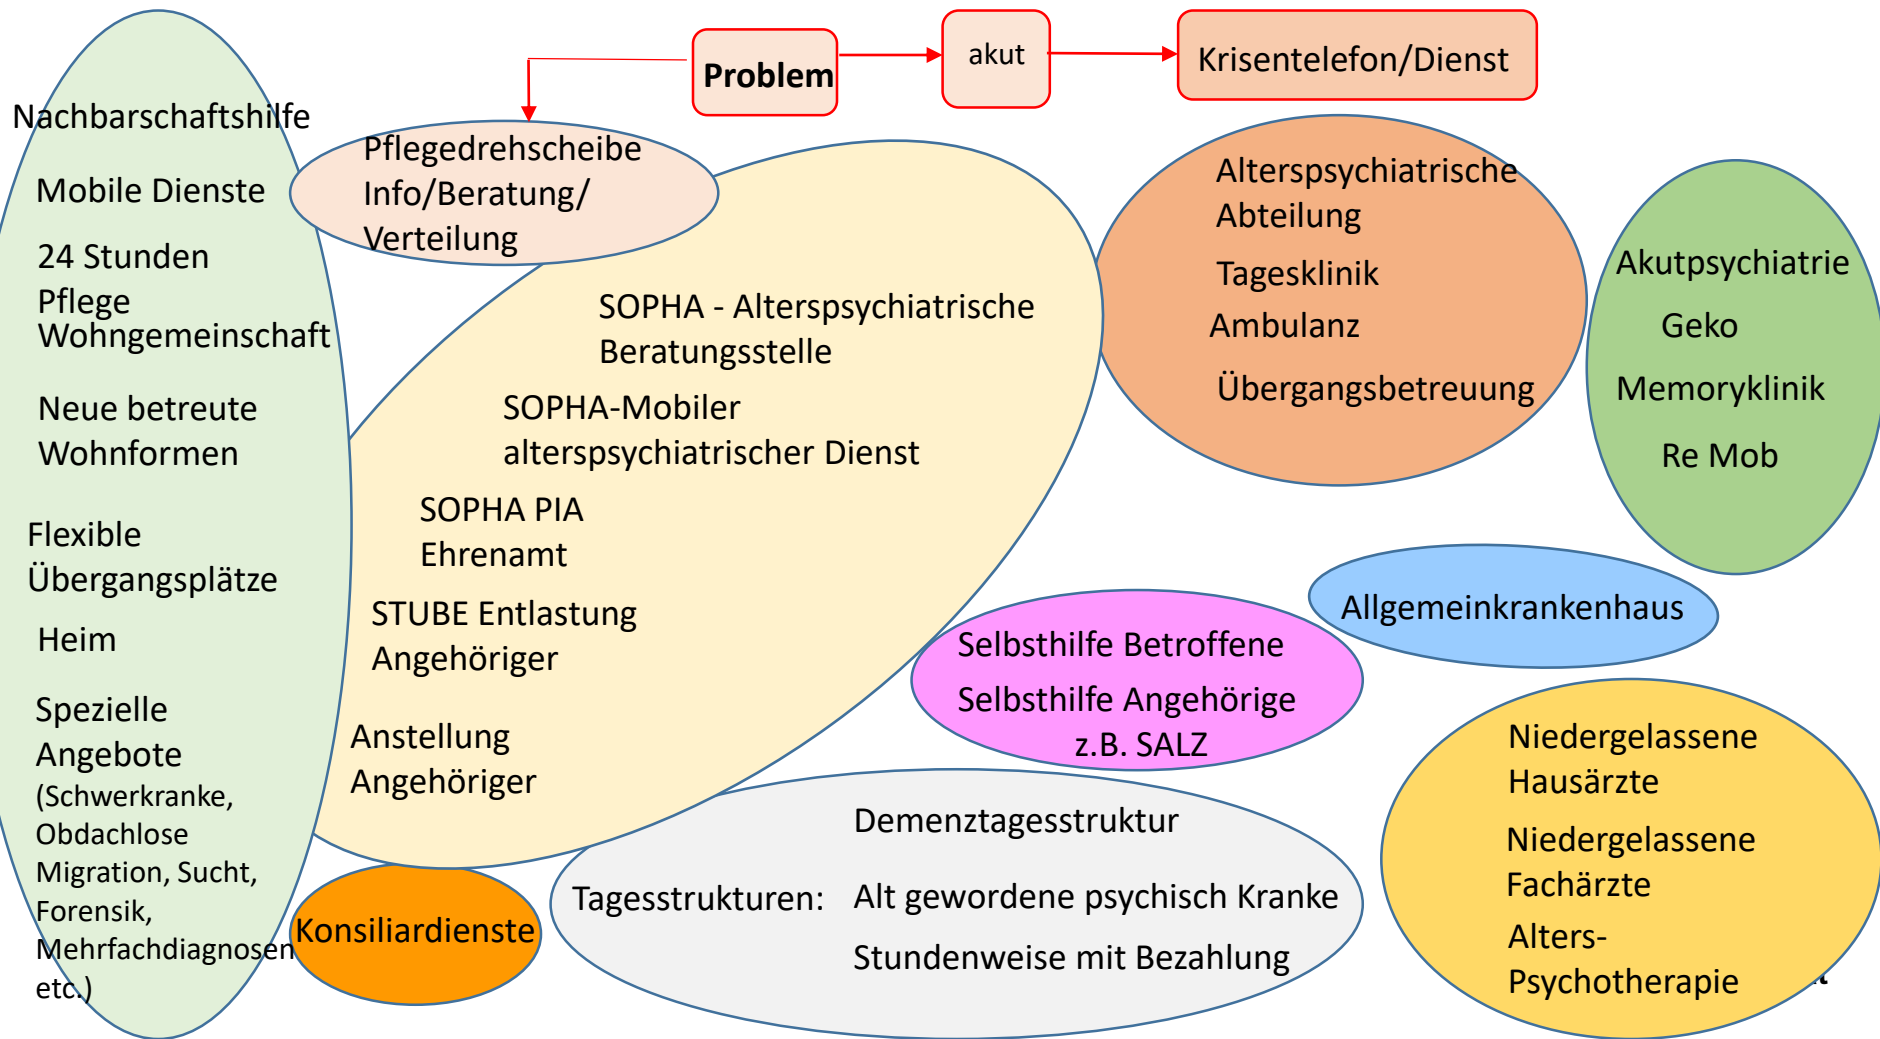 Problem
akut
Krisentelefon/Dienst
Nachbarschaftshilfe
Mobile Dienste
24 Stunden
Pflege
Wohngemeinschaft
Neue betreute
Wohnformen
Flexible
Übergangsplätze
Heim
Spezielle
Angebote
(Schwerkranke,
Obdachlose
Migration, Sucht,
Forensik,
Mehrfachdiagnosen
etc.)
Pflegedrehscheibe
Info/Beratung/
Verteilung
SOPHA - Alterspsychiatrische
Beratungsstelle
SOPHA-Mobiler
alterspsychiatrischer Dienst
SOPHA PIA
Ehrenamt
STUBE Entlastung
Angehöriger
Anstellung
Angehöriger
Konsiliardienste
Alterspsychiatrische
Abteilung
Tagesklinik
Ambulanz
Übergangsbetreuung
Akutpsychiatrie
Geko
Memoryklinik
Re Mob
Allgemeinkrankenhaus
Selbsthilfe Betroffene
Selbsthilfe Angehörige
z.B. SALZ
Demenztagesstruktur
Tagesstrukturen: Alt gewordene psychisch Kranke
Stundenweise mit Bezahlung
Niedergelassene
Hausärzte
Niedergelassene
Fachärzte
Alters-
Psychotherapie